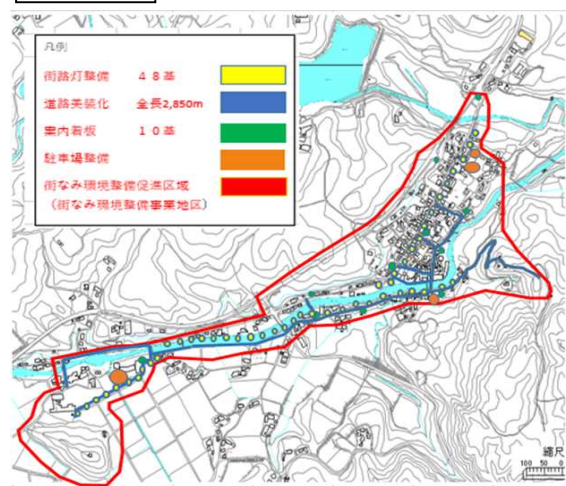 凡例
街路灯整備 48基
道路美装化 全長2,850m
案内看板 10基
駐車場整備
街なみ環境整備促進区域
(街なみ環境整備事業地区)
縮尺
100 50 0